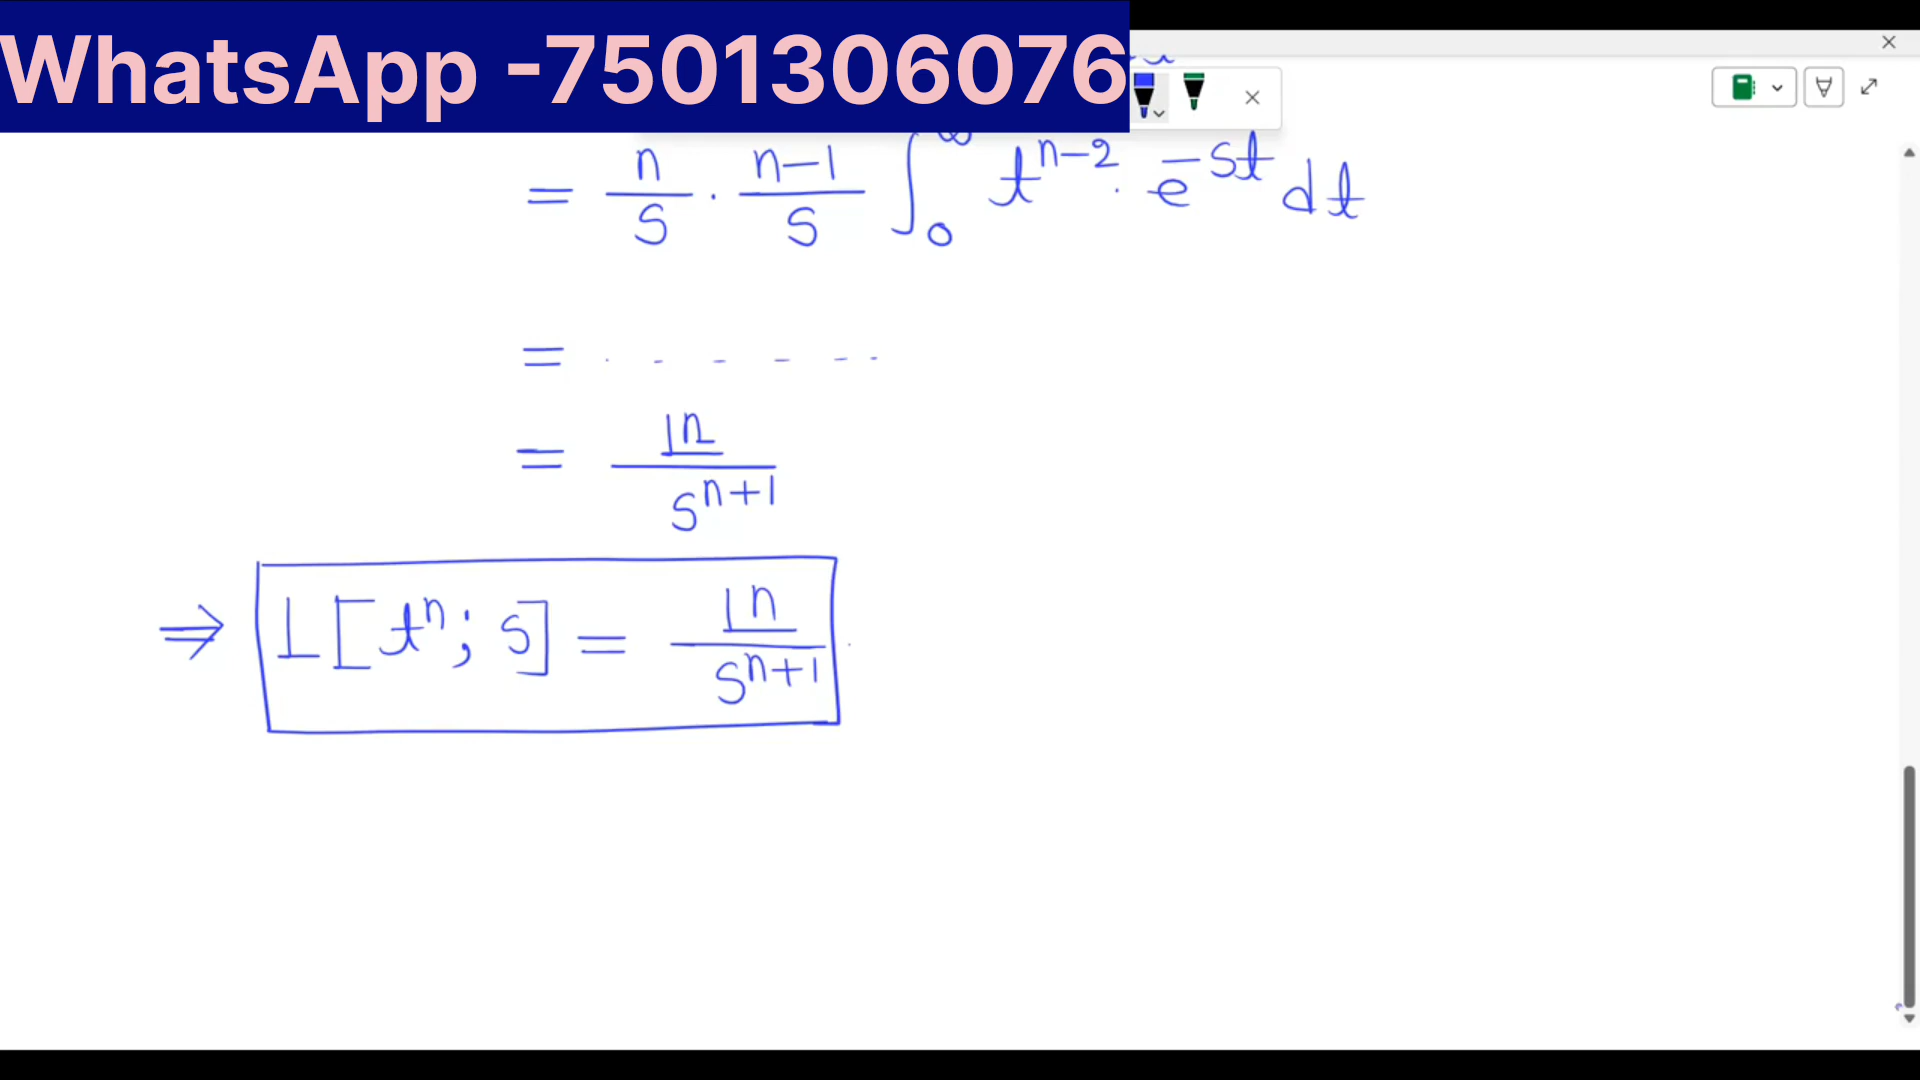 WhatsApp -7501306076
= n/s · n-1/s ∫₀^∞ t^{n-2} · e^{-st} dt
= . - - - - .
= |n / s^{n+1}
⇒ L[t^n; s] = |n / s^{n+1}